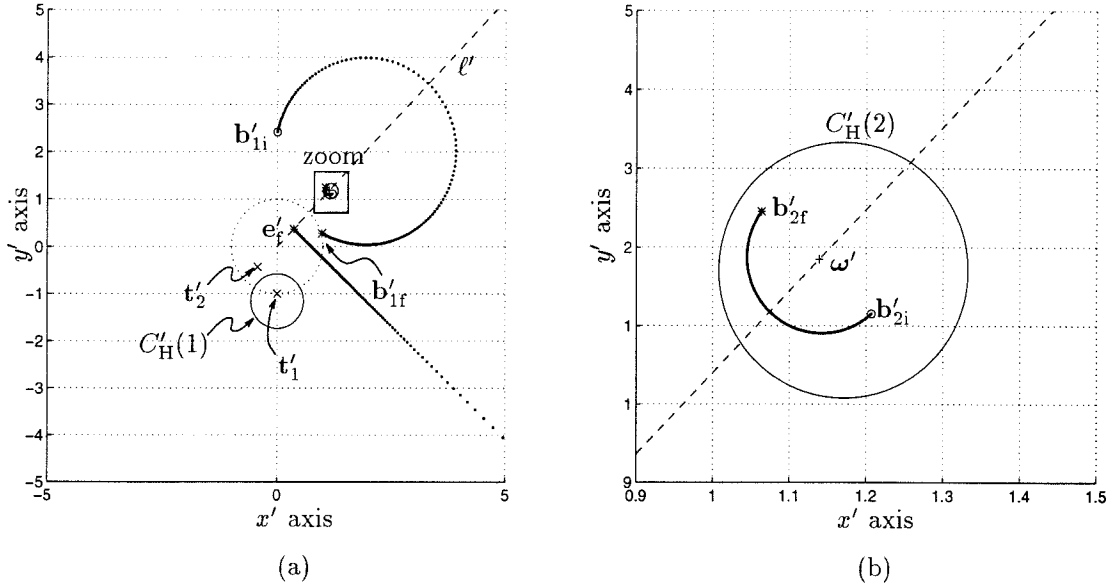 5
4
3
2
1
0
−1
−2
−3
−4
−5
−5
0
5
y′ axis
x′ axis
b′1i
zoom
ℓ′
e′f
t′2
b′1f
C′H(1)
t′1
(a)
5
4
3
2
1
1
9
0.9
1
1.1
1.2
1.3
1.4
1.5
y′ axis
x′ axis
C′H(2)
b′2f
ω′
b′2i
(b)